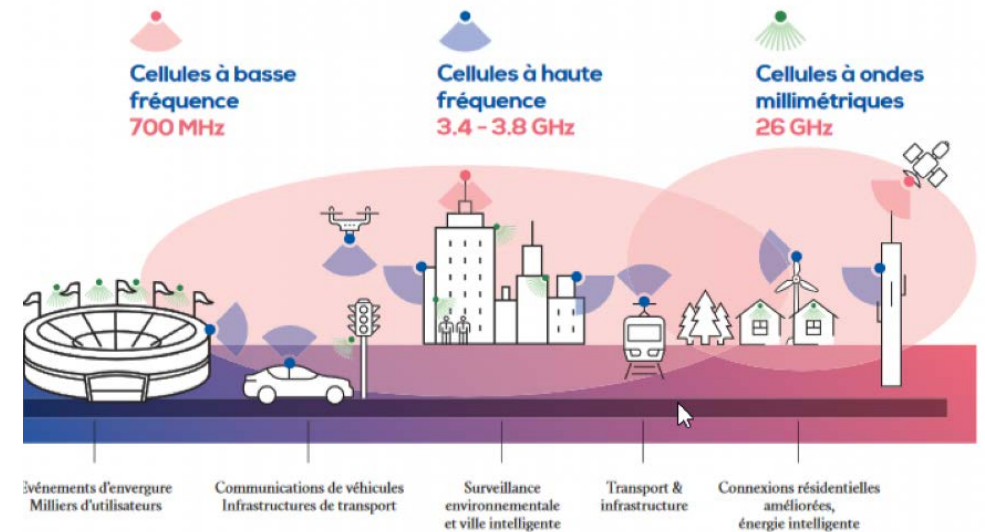 Cellules à basse
fréquence
700 MHz
Cellules à haute
fréquence
3.4 – 3.8 GHz
Cellules à ondes
millimétriques
26 GHz
Événements d'envergure
Milliers d'utilisateurs
Communications de véhicules
Infrastructures de transport
Surveillance
environnementale
et ville intelligente
Transport &
infrastructure
Connexions résidentielles
améliorées,
énergie intelligente